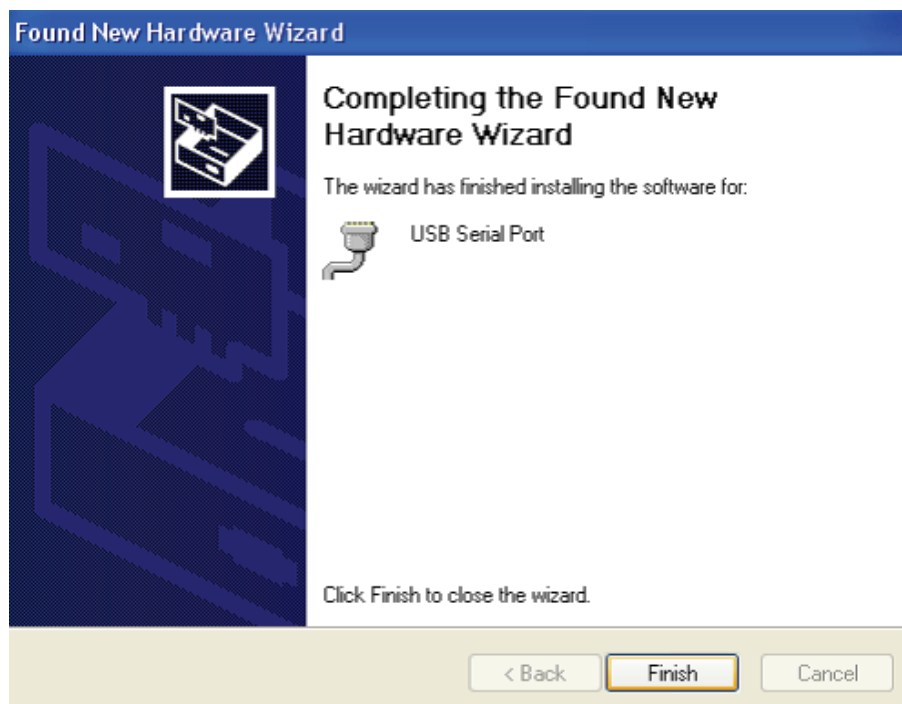 Found New Hardware Wizard
Completing the Found New
Hardware Wizard
The wizard has finished installing the software for:
USB Serial Port
Click Finish to close the wizard.
< Back
Finish
Cancel